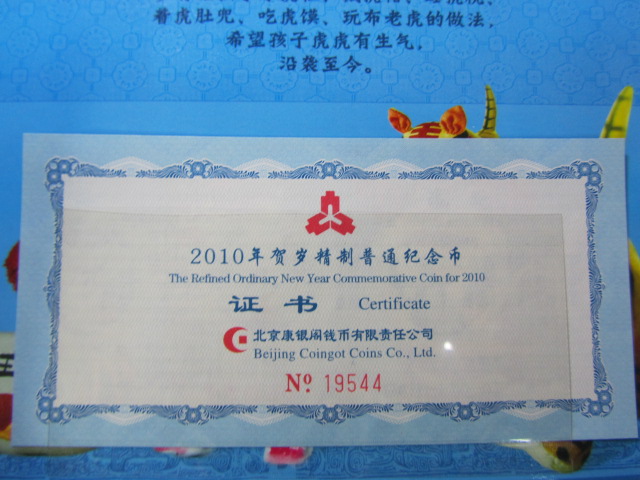 着虎肚兜、吃虎馍、玩布老虎的做法，
希望孩子虎虎有生气，
沿袭至今。
2010年贺岁精制普通纪念币
The Refined Ordinary New Year Commemorative Coin for 2010
证书 Certificate
北京康银阁钱币有限责任公司
Beijing Coingot Coins Co., Ltd.
Nº 19544